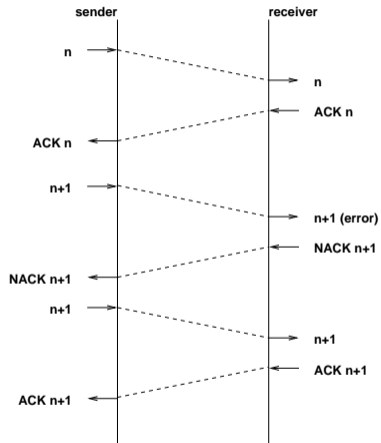 sender receiver
n
n
ACK n
ACK n
n+1
n+1 (error)
NACK n+1
NACK n+1
n+1
n+1
ACK n+1
ACK n+1